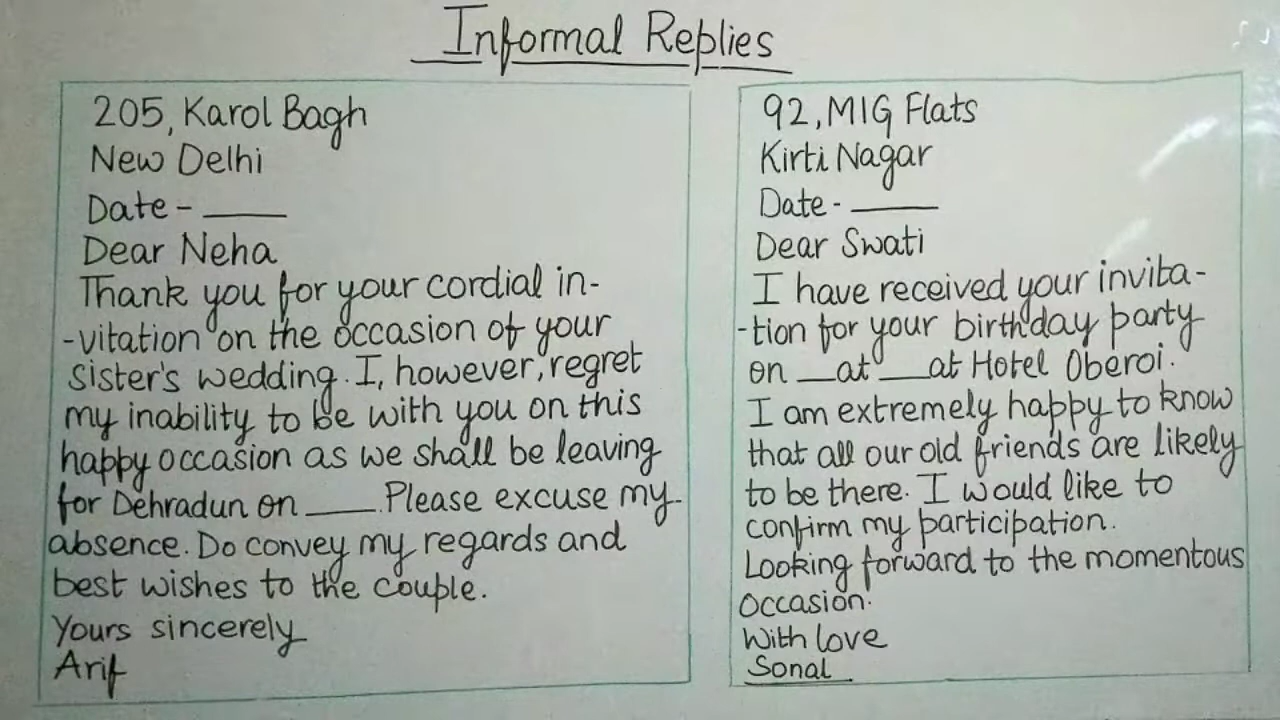 Informal Replies
205, Karol Bagh
New Delhi
Date - ____
Dear Neha
Thank you for your cordial in-
-vitation on the occasion of your
sister's wedding. I, however, regret
my inability to be with you on this
happy occasion as we shall be leaving
for Dehradun on ____. Please excuse my
absence. Do convey my regards and
best wishes to the couple.
Yours sincerely
Arif
92, MIG Flats
Kirti Nagar
Date - ____
Dear Swati
I have received your invita-
-tion for your birthday party
on __at __at Hotel Oberoi.
I am extremely happy to know
that all our old friends are likely
to be there. I would like to
confirm my participation.
Looking forward to the momentous
occasion.
With love
Sonal